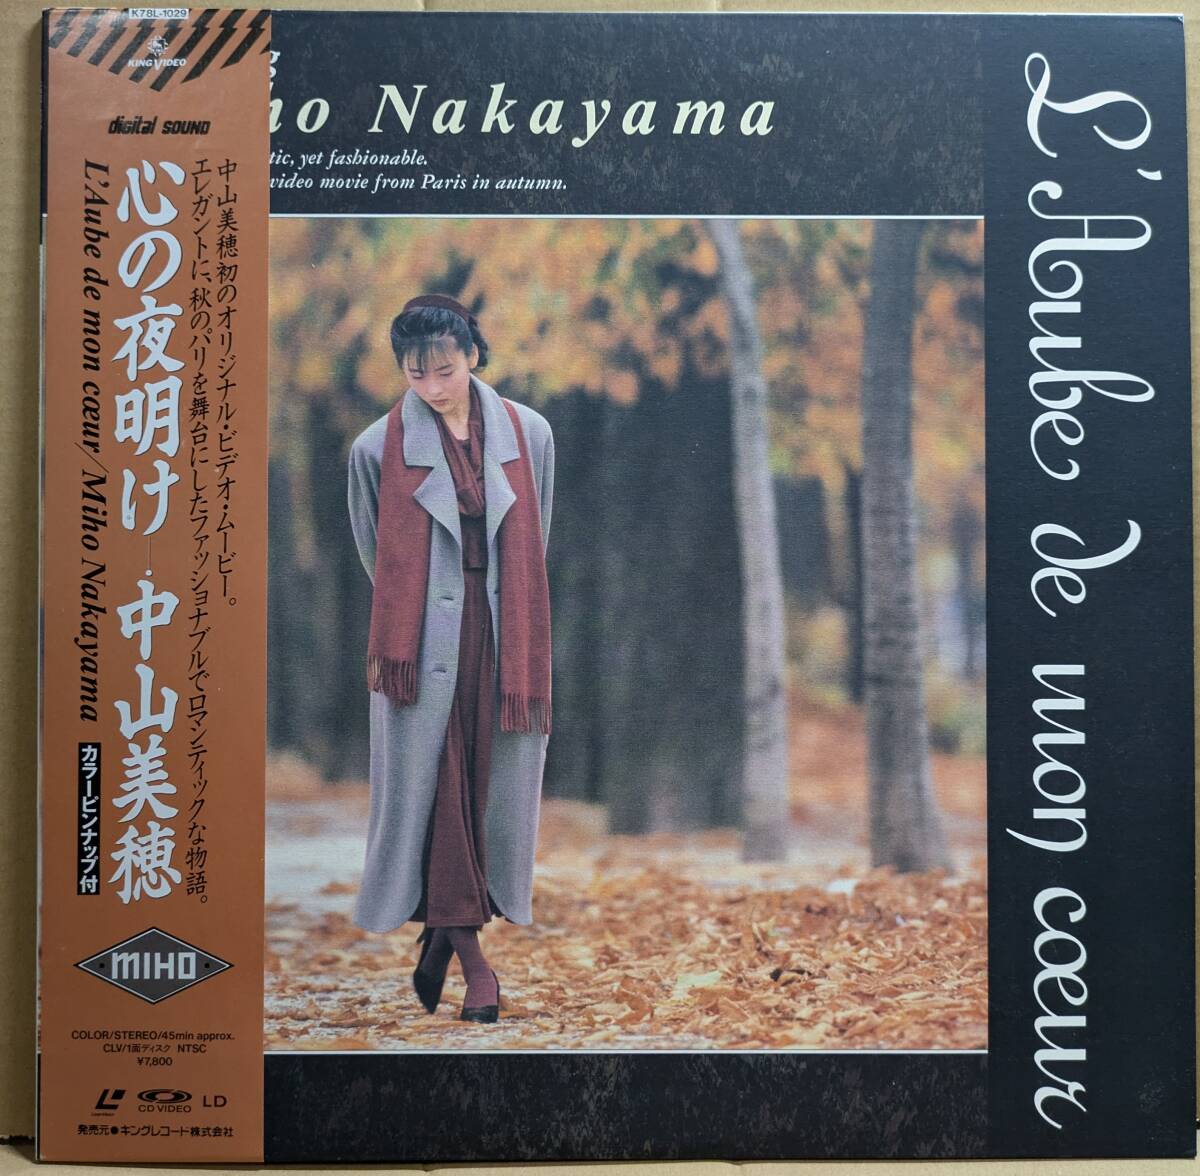 K78L-1029
KING VIDEO
digital SOUND
中山美穂初のオリジナル・ビデオ・ムービー。
エレガントに、秋のパリを舞台にしたファッショナブルでロマンティックな物語。
心の夜明け―・中山美穂
L'Aube de mon cœur/Miho Nakayama
カラーピンナップ付
MIHO
COLOR/STEREO/45min approx.
CLV/1面ディスク NTSC
¥7,800
LaserVision
CD VIDEO LD
発売元●キングレコード株式会社
g
ho Nakayama
tic, yet fashionable.
video movie from Paris in autumn.
L'Aube de mon cœur